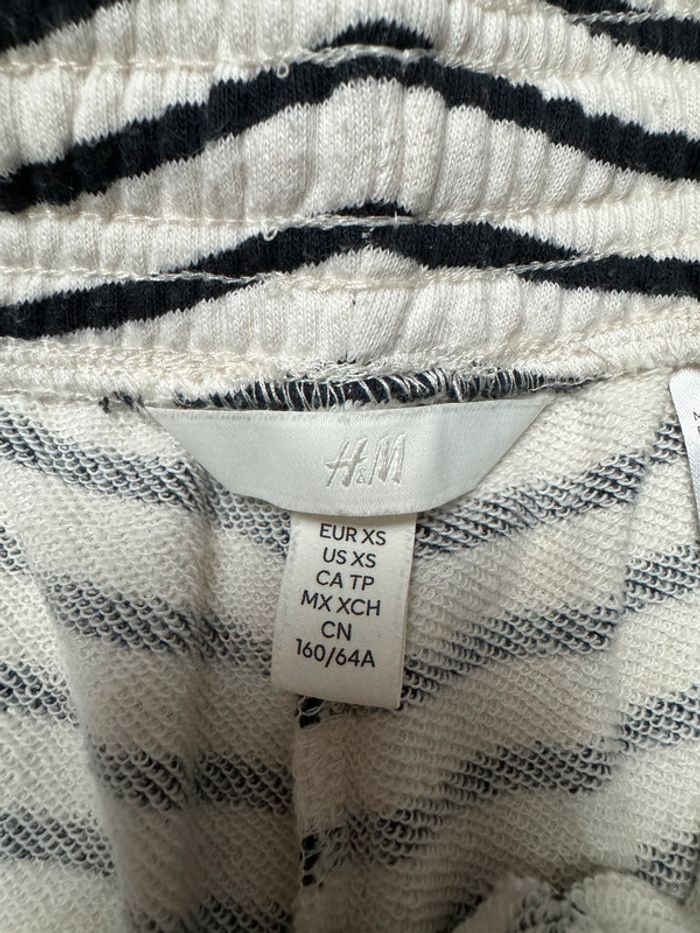 H&M
EUR XS
US XS
CA TP
MX XCH
CN
160/64A